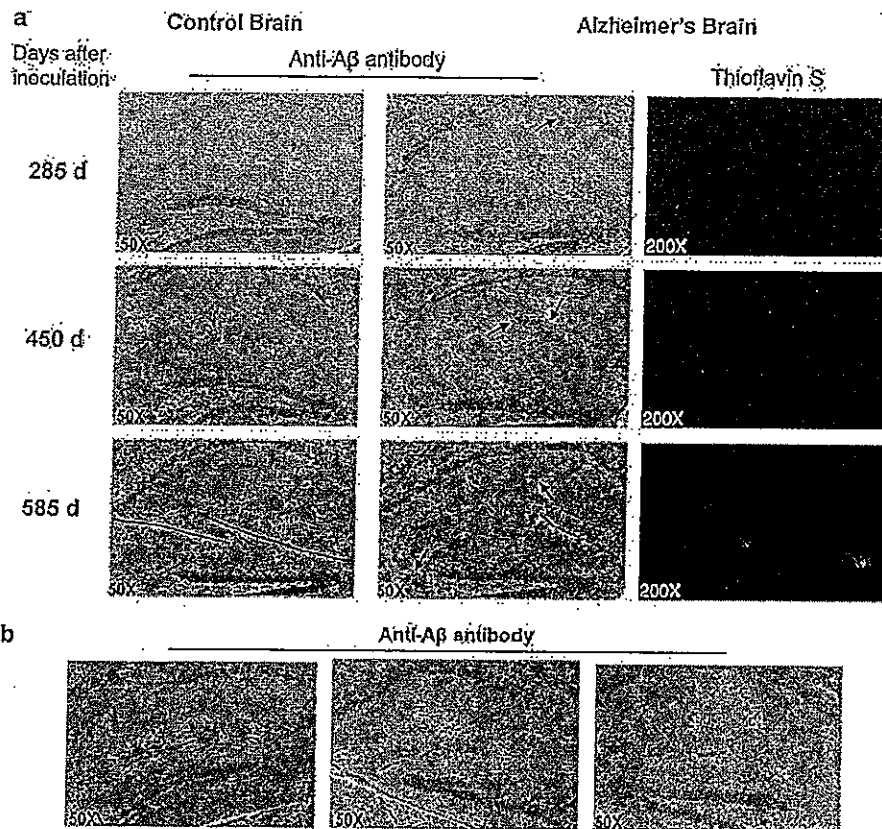 a
Control Brain
Alzheimer's Brain
Days after
inoculation
Anti-Aβ antibody
Thioflavin S
285 d
50X
50X
200X
450 d
50X
50X
200X
585 d
50X
50X
200X
b
Anti-Aβ antibody
50X
50X
50X